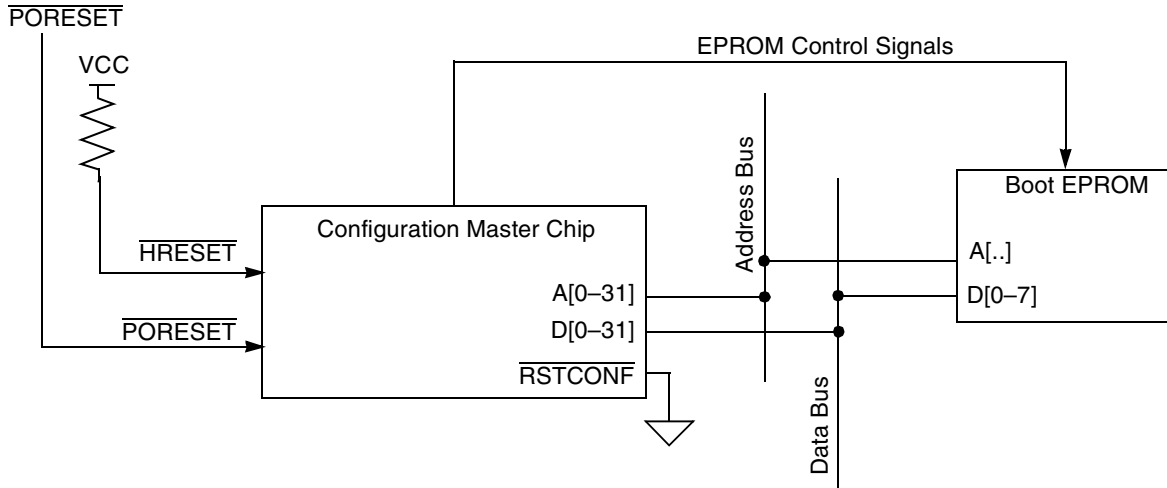 PORESET
EPROM Control Signals
VCC
Address Bus
Boot EPROM
Configuration Master Chip
HRESET
A[..]
A[0–31]
D[0–7]
PORESET
D[0–31]
RSTCONF
Data Bus